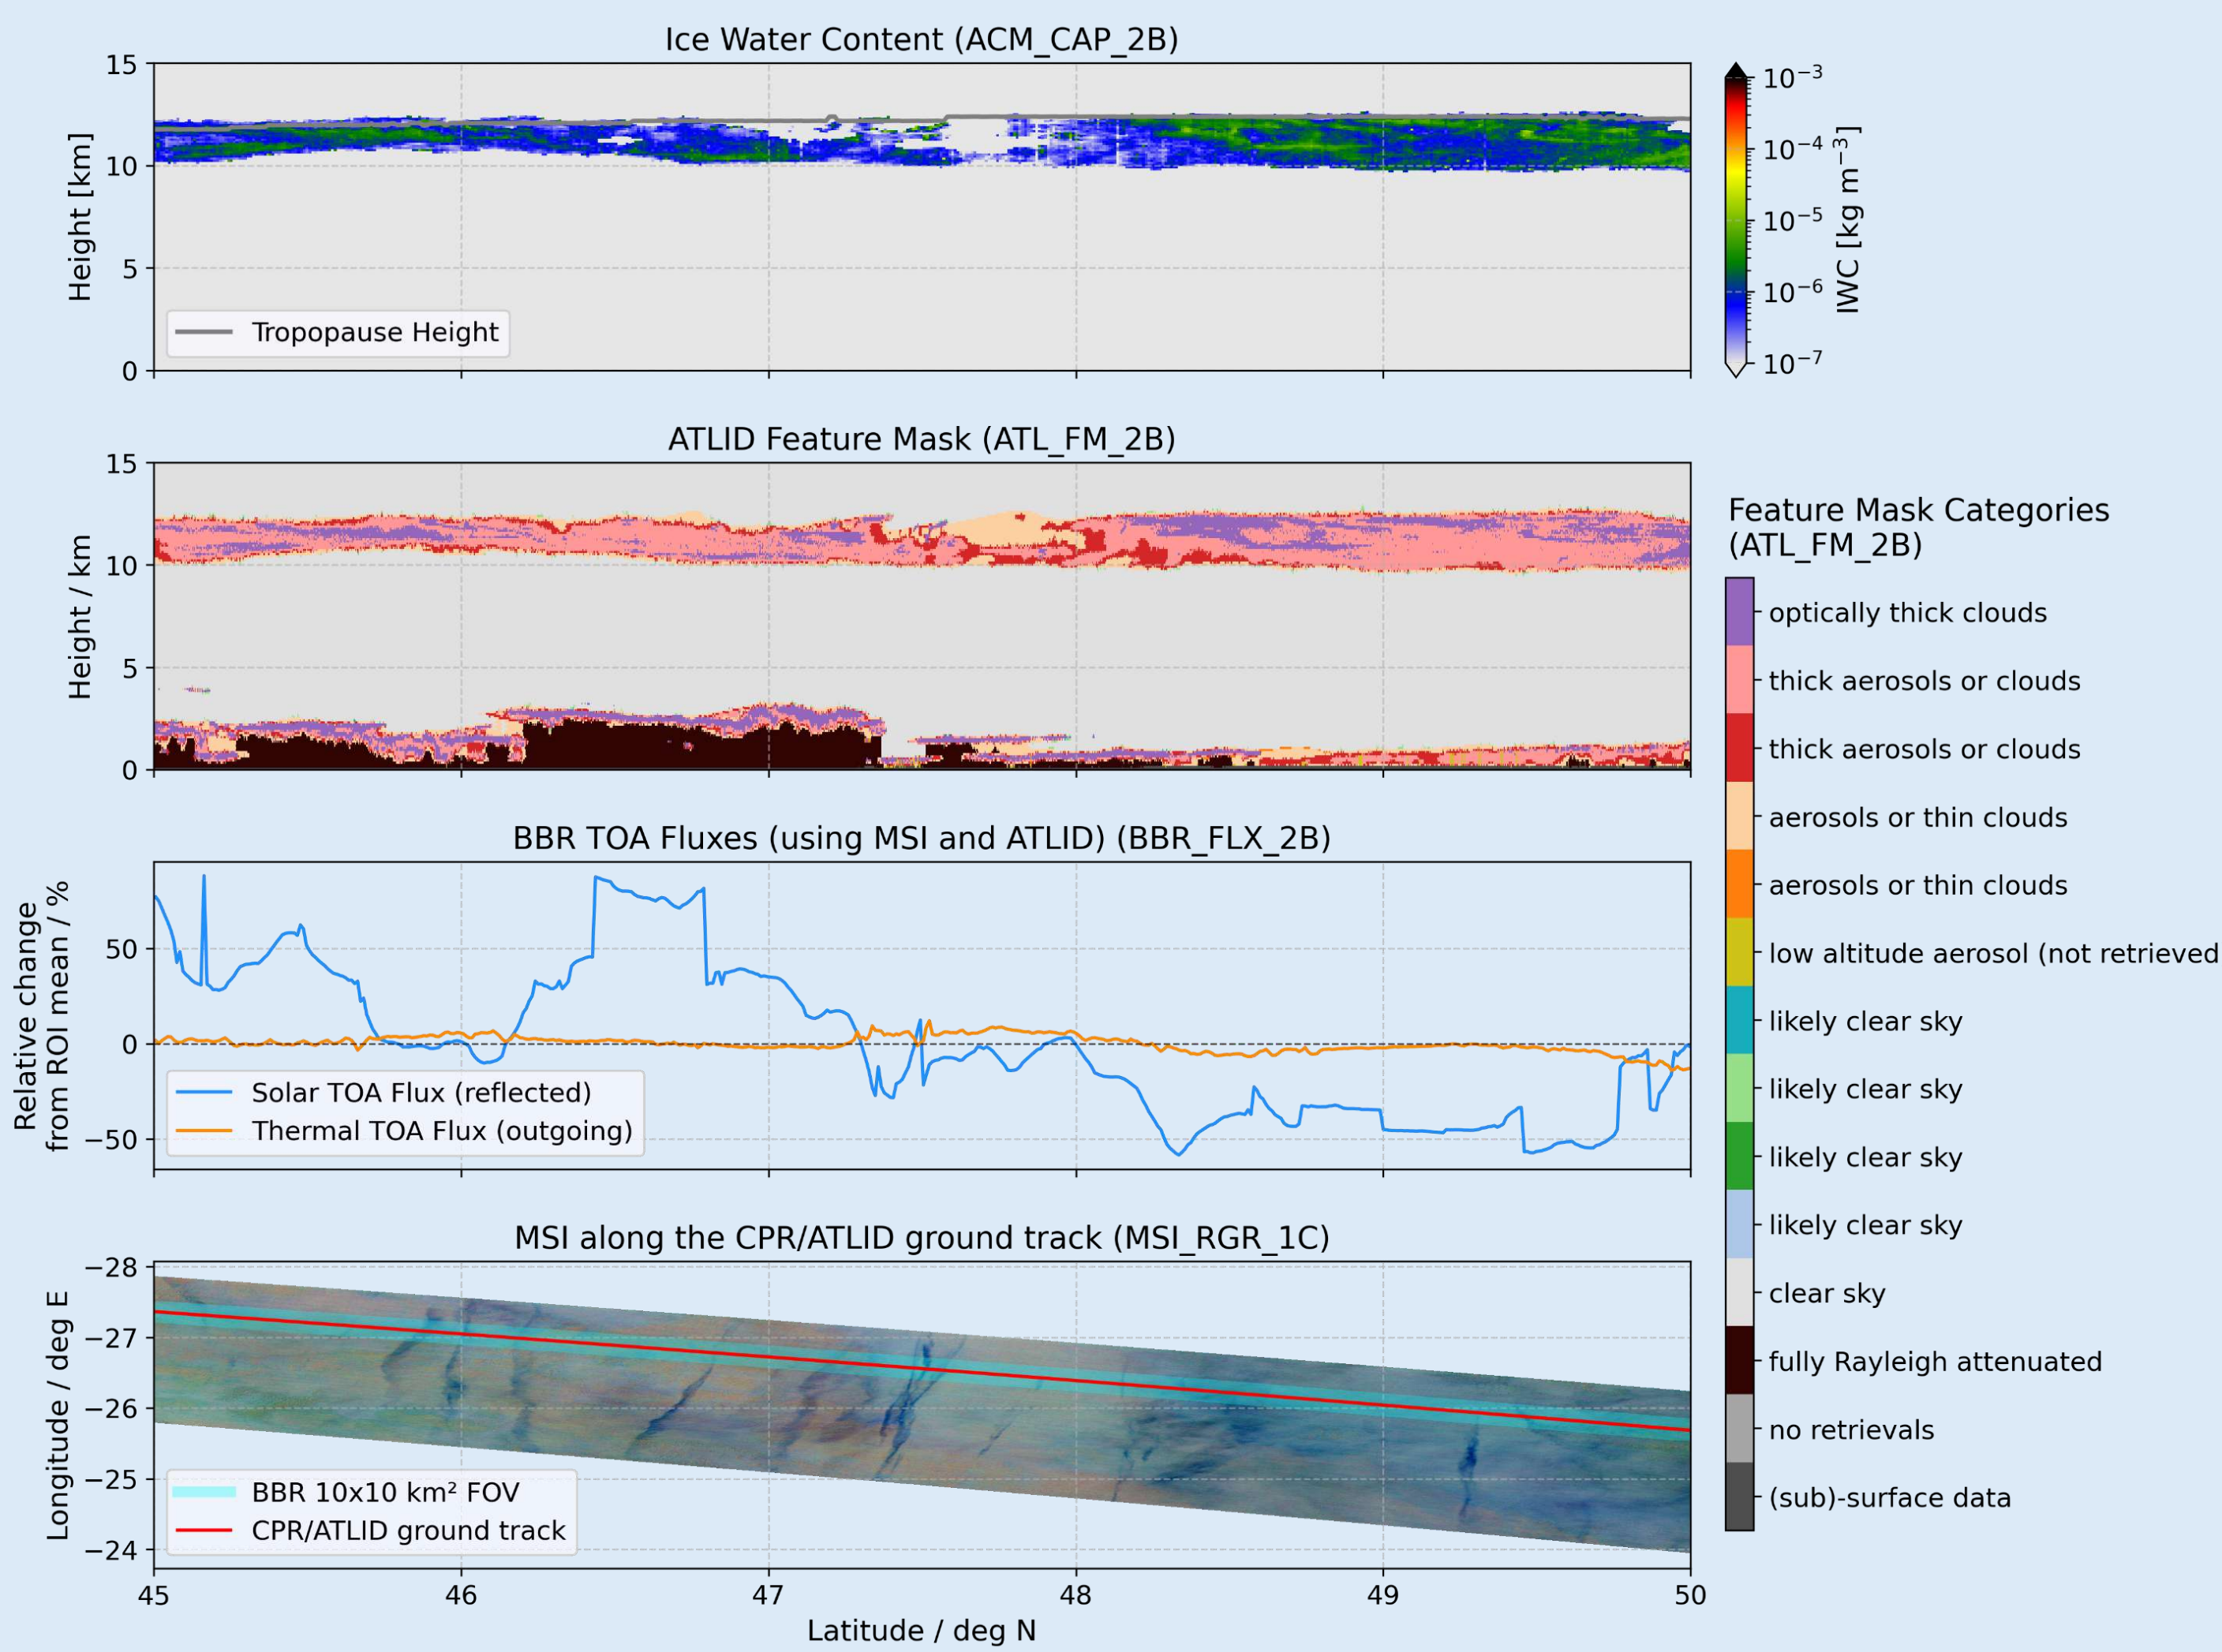 Ice Water Content (ACM_CAP_2B)
15
10
5
0
Height [km]
Tropopause Height
10⁻³
10⁻⁴
10⁻⁵
10⁻⁶
10⁻⁷
IWC [kg m⁻³]
ATLID Feature Mask (ATL_FM_2B)
15
10
5
0
Height / km
Feature Mask Categories
(ATL_FM_2B)
optically thick clouds
thick aerosols or clouds
thick aerosols or clouds
aerosols or thin clouds
aerosols or thin clouds
low altitude aerosol (not retrieved
likely clear sky
likely clear sky
likely clear sky
likely clear sky
clear sky
fully Rayleigh attenuated
no retrievals
(sub)-surface data
BBR TOA Fluxes (using MSI and ATLID) (BBR_FLX_2B)
50
0
−50
Relative change
from ROI mean / %
Solar TOA Flux (reflected)
Thermal TOA Flux (outgoing)
MSI along the CPR/ATLID ground track (MSI_RGR_1C)
−28
−27
−26
−25
−24
Longitude / deg E
BBR 10x10 km² FOV
CPR/ATLID ground track
45
46
47
48
49
50
Latitude / deg N